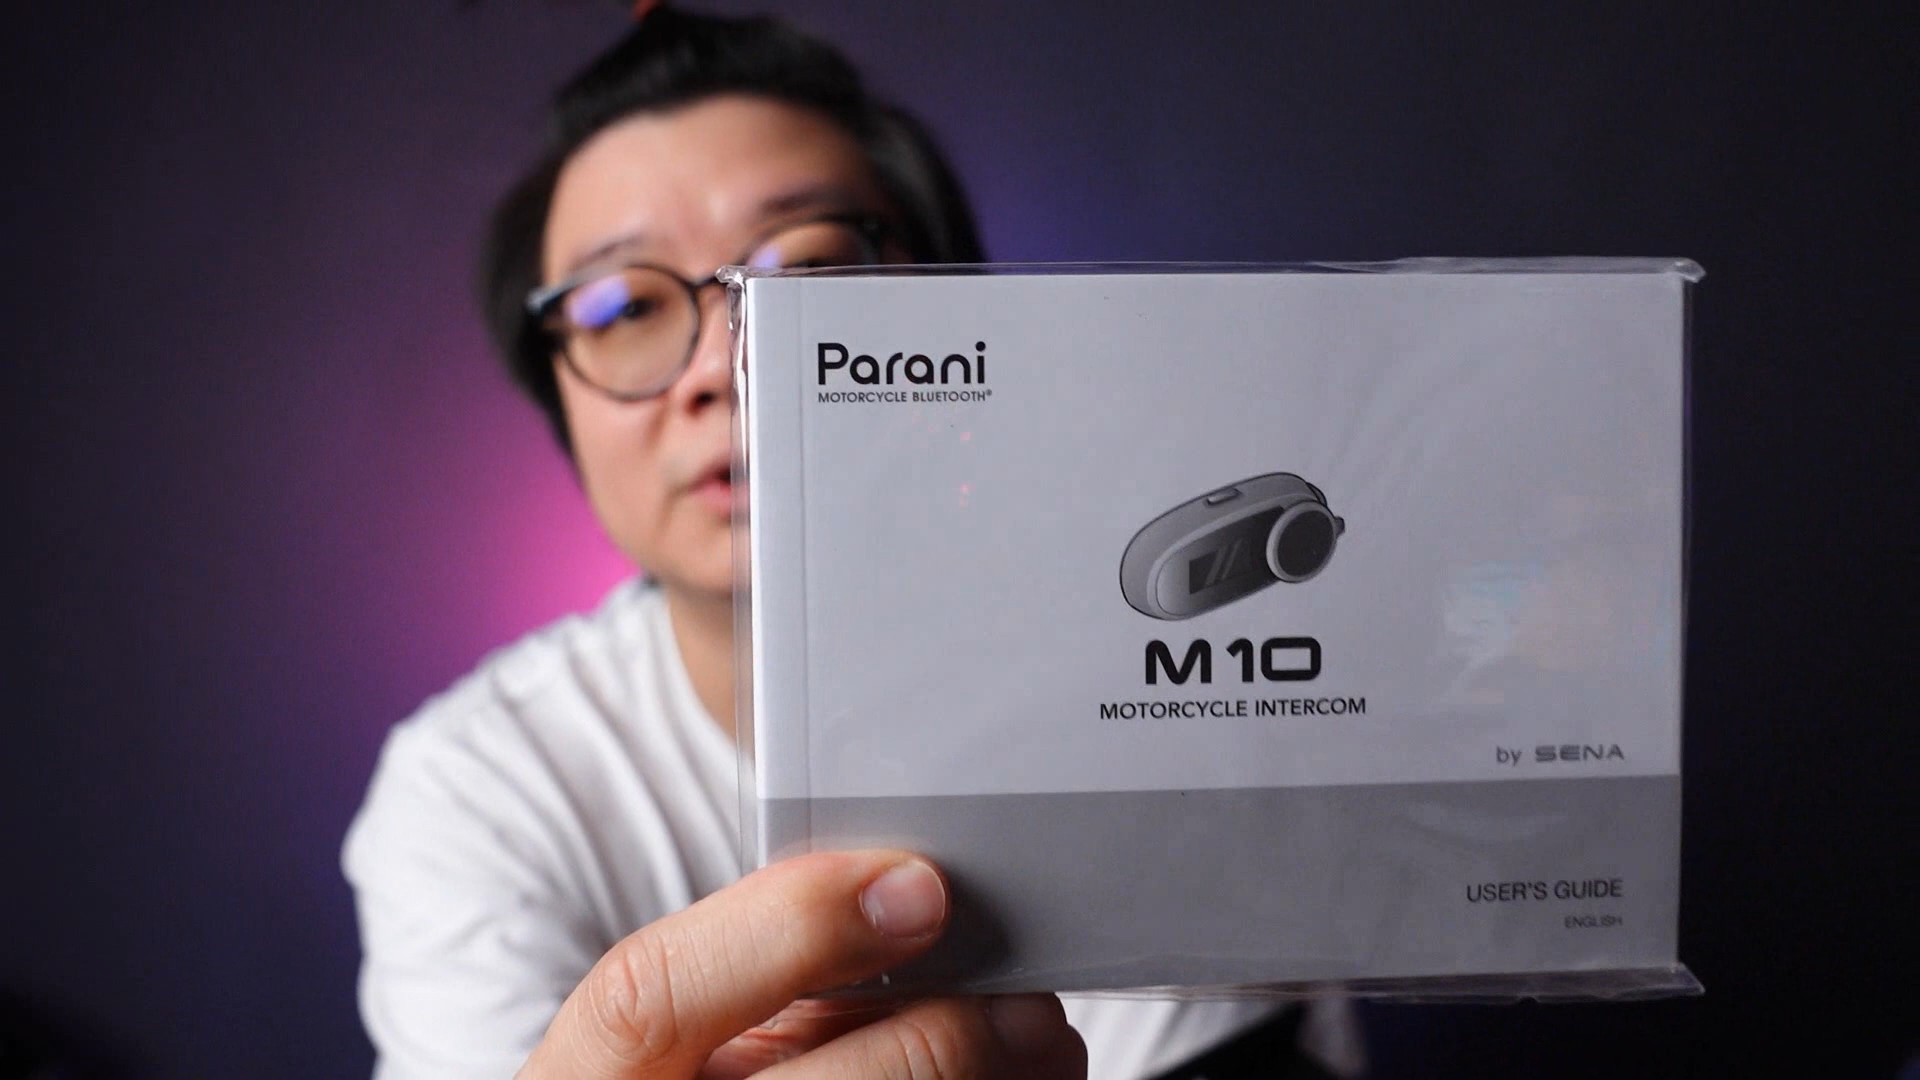 Parani
MOTORCYCLE BLUETOOTH®
M10
MOTORCYCLE INTERCOM
by SENA
USER'S GUIDE
ENGLISH